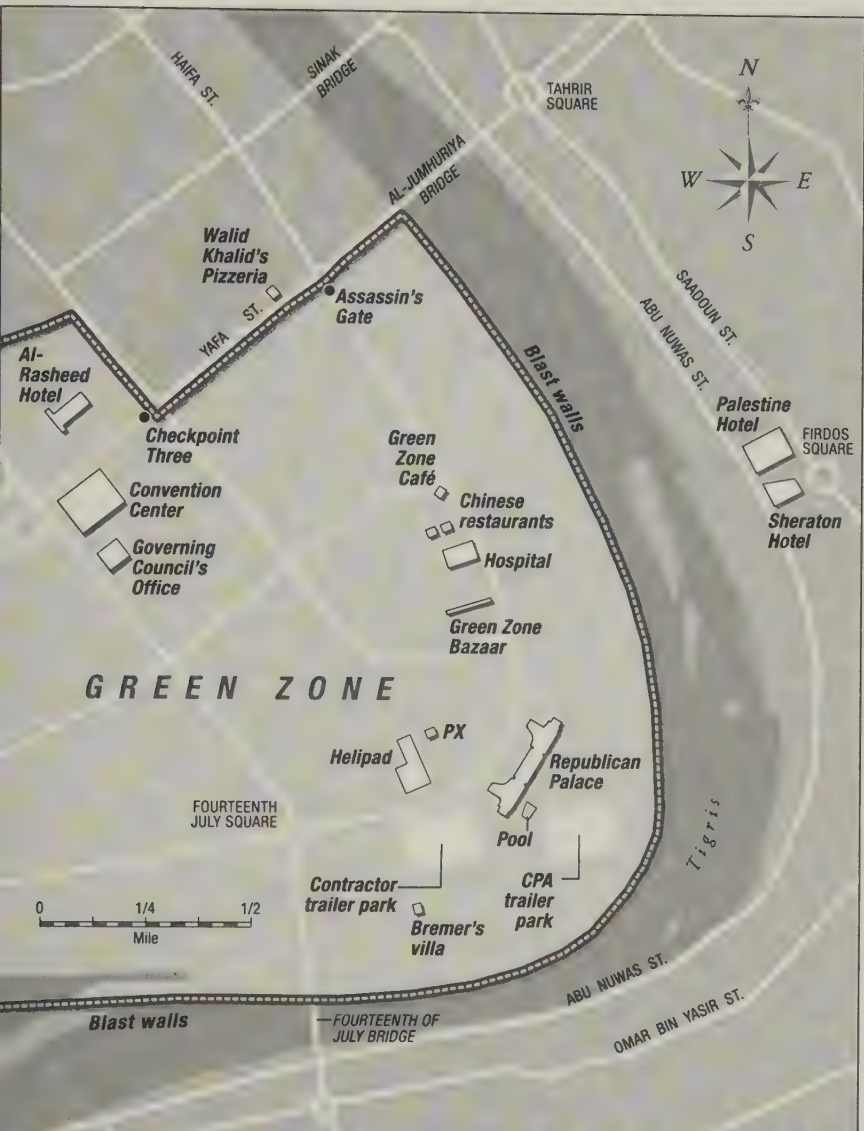 HAIFA ST.
SINAK
BRIDGE
TAHRIR
SQUARE
N
W
E
S
AL-JUMHURIYA
BRIDGE
Walid
Khalid's
Pizzeria
Assassin's
Gate
YAFA ST.
SAADOUN ST.
ABU NUWAS ST.
Al-
Rasheed
Hotel
Blast walls
Checkpoint
Three
Palestine
Hotel
FIRDOS
SQUARE
Green
Zone
Café
Convention
Center
Chinese
restaurants
Sheraton
Hotel
Governing
Council's
Office
Hospital
Green Zone
Bazaar
GREEN ZONE
PX
Helipad
Republican
Palace
FOURTEENTH
JULY SQUARE
Pool
Tigris
Contractor
trailer park
CPA
trailer
park
0 1/4 1/2
Mile
Bremer's
villa
ABU NUWAS ST.
Blast walls
FOURTEENTH OF
JULY BRIDGE
OMAR BIN YASIR ST.